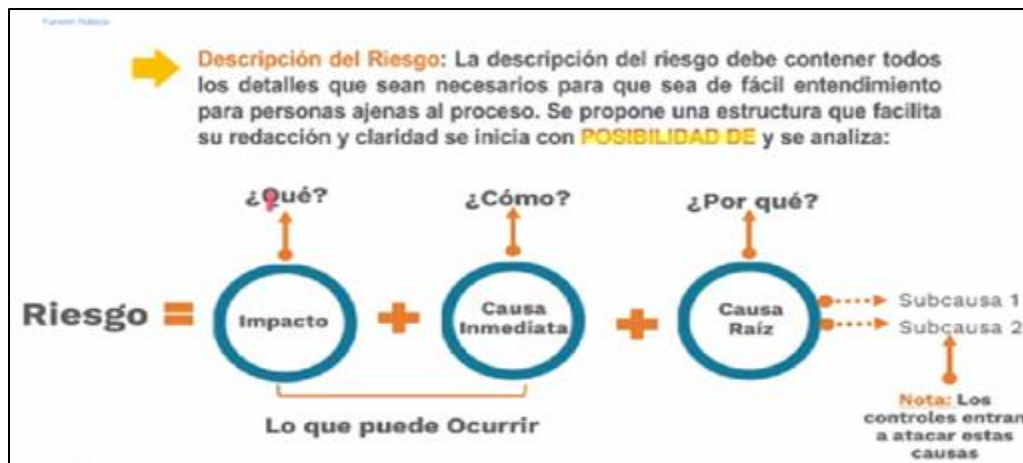 Función Pública
Descripción del Riesgo: La descripción del riesgo debe contener todos
los detalles que sean necesarios para que sea de fácil entendimiento
para personas ajenas al proceso. Se propone una estructura que facilita
su redacción y claridad se inicia con POSIBILIDAD DE y se analiza:
¿Qué? ¿Cómo? ¿Por qué?
Riesgo = Impacto + Causa Inmediata + Causa Raíz
Subcausa 1
Subcausa 2
Lo que puede Ocurrir
Nota: Los
controles entran
a atacar estas
causas